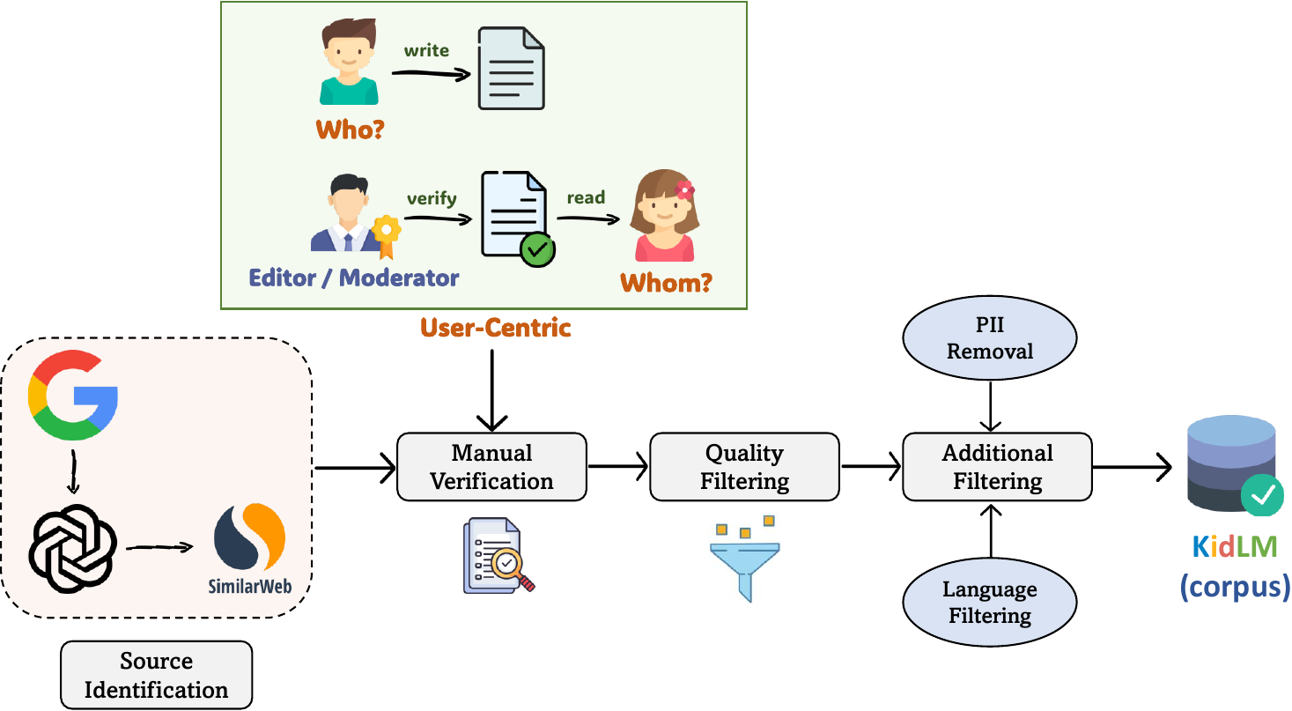 write
Who?
verify
read
Editor / Moderator
Whom?
User-Centric
SimilarWeb
Source
Identification
Manual
Verification
Quality
Filtering
PII
Removal
Additional
Filtering
Language
Filtering
KidLM
(corpus)